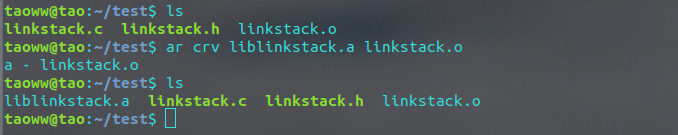 taoww@tao:~/test$ ls
linkstack.c  linkstack.h  linkstack.o
taoww@tao:~/test$ ar crv liblinkstack.a linkstack.o
a - linkstack.o
taoww@tao:~/test$ ls
liblinkstack.a  linkstack.c  linkstack.h  linkstack.o
taoww@tao:~/test$